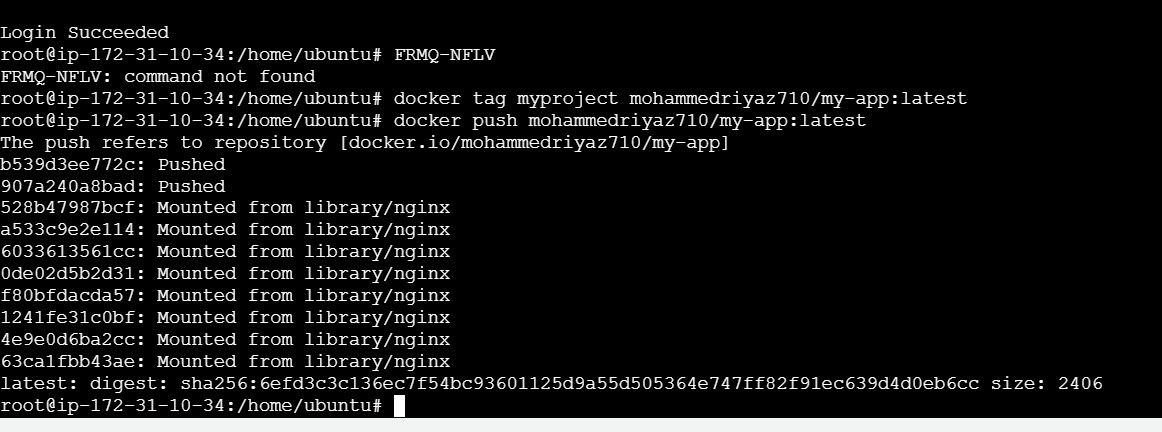 Login Succeeded
root@ip-172-31-10-34:/home/ubuntu# FRMQ-NFLV
FRMQ-NFLV: command not found
root@ip-172-31-10-34:/home/ubuntu# docker tag myproject mohammedriyaz710/my-app:latest
root@ip-172-31-10-34:/home/ubuntu# docker push mohammedriyaz710/my-app:latest
The push refers to repository [docker.io/mohammedriyaz710/my-app]
b539d3ee772c: Pushed
907a240a8bad: Pushed
528b47987bcf: Mounted from library/nginx
a533c9e2e114: Mounted from library/nginx
6033613561cc: Mounted from library/nginx
0de02d5b2d31: Mounted from library/nginx
f80bfdacda57: Mounted from library/nginx
1241fe31c0bf: Mounted from library/nginx
4e9e0d6ba2cc: Mounted from library/nginx
63ca1fbb43ae: Mounted from library/nginx
latest: digest: sha256:6efd3c3c136ec7f54bc93601125d9a55d505364e747ff82f91ec639d4d0eb6cc size: 2406
root@ip-172-31-10-34:/home/ubuntu#